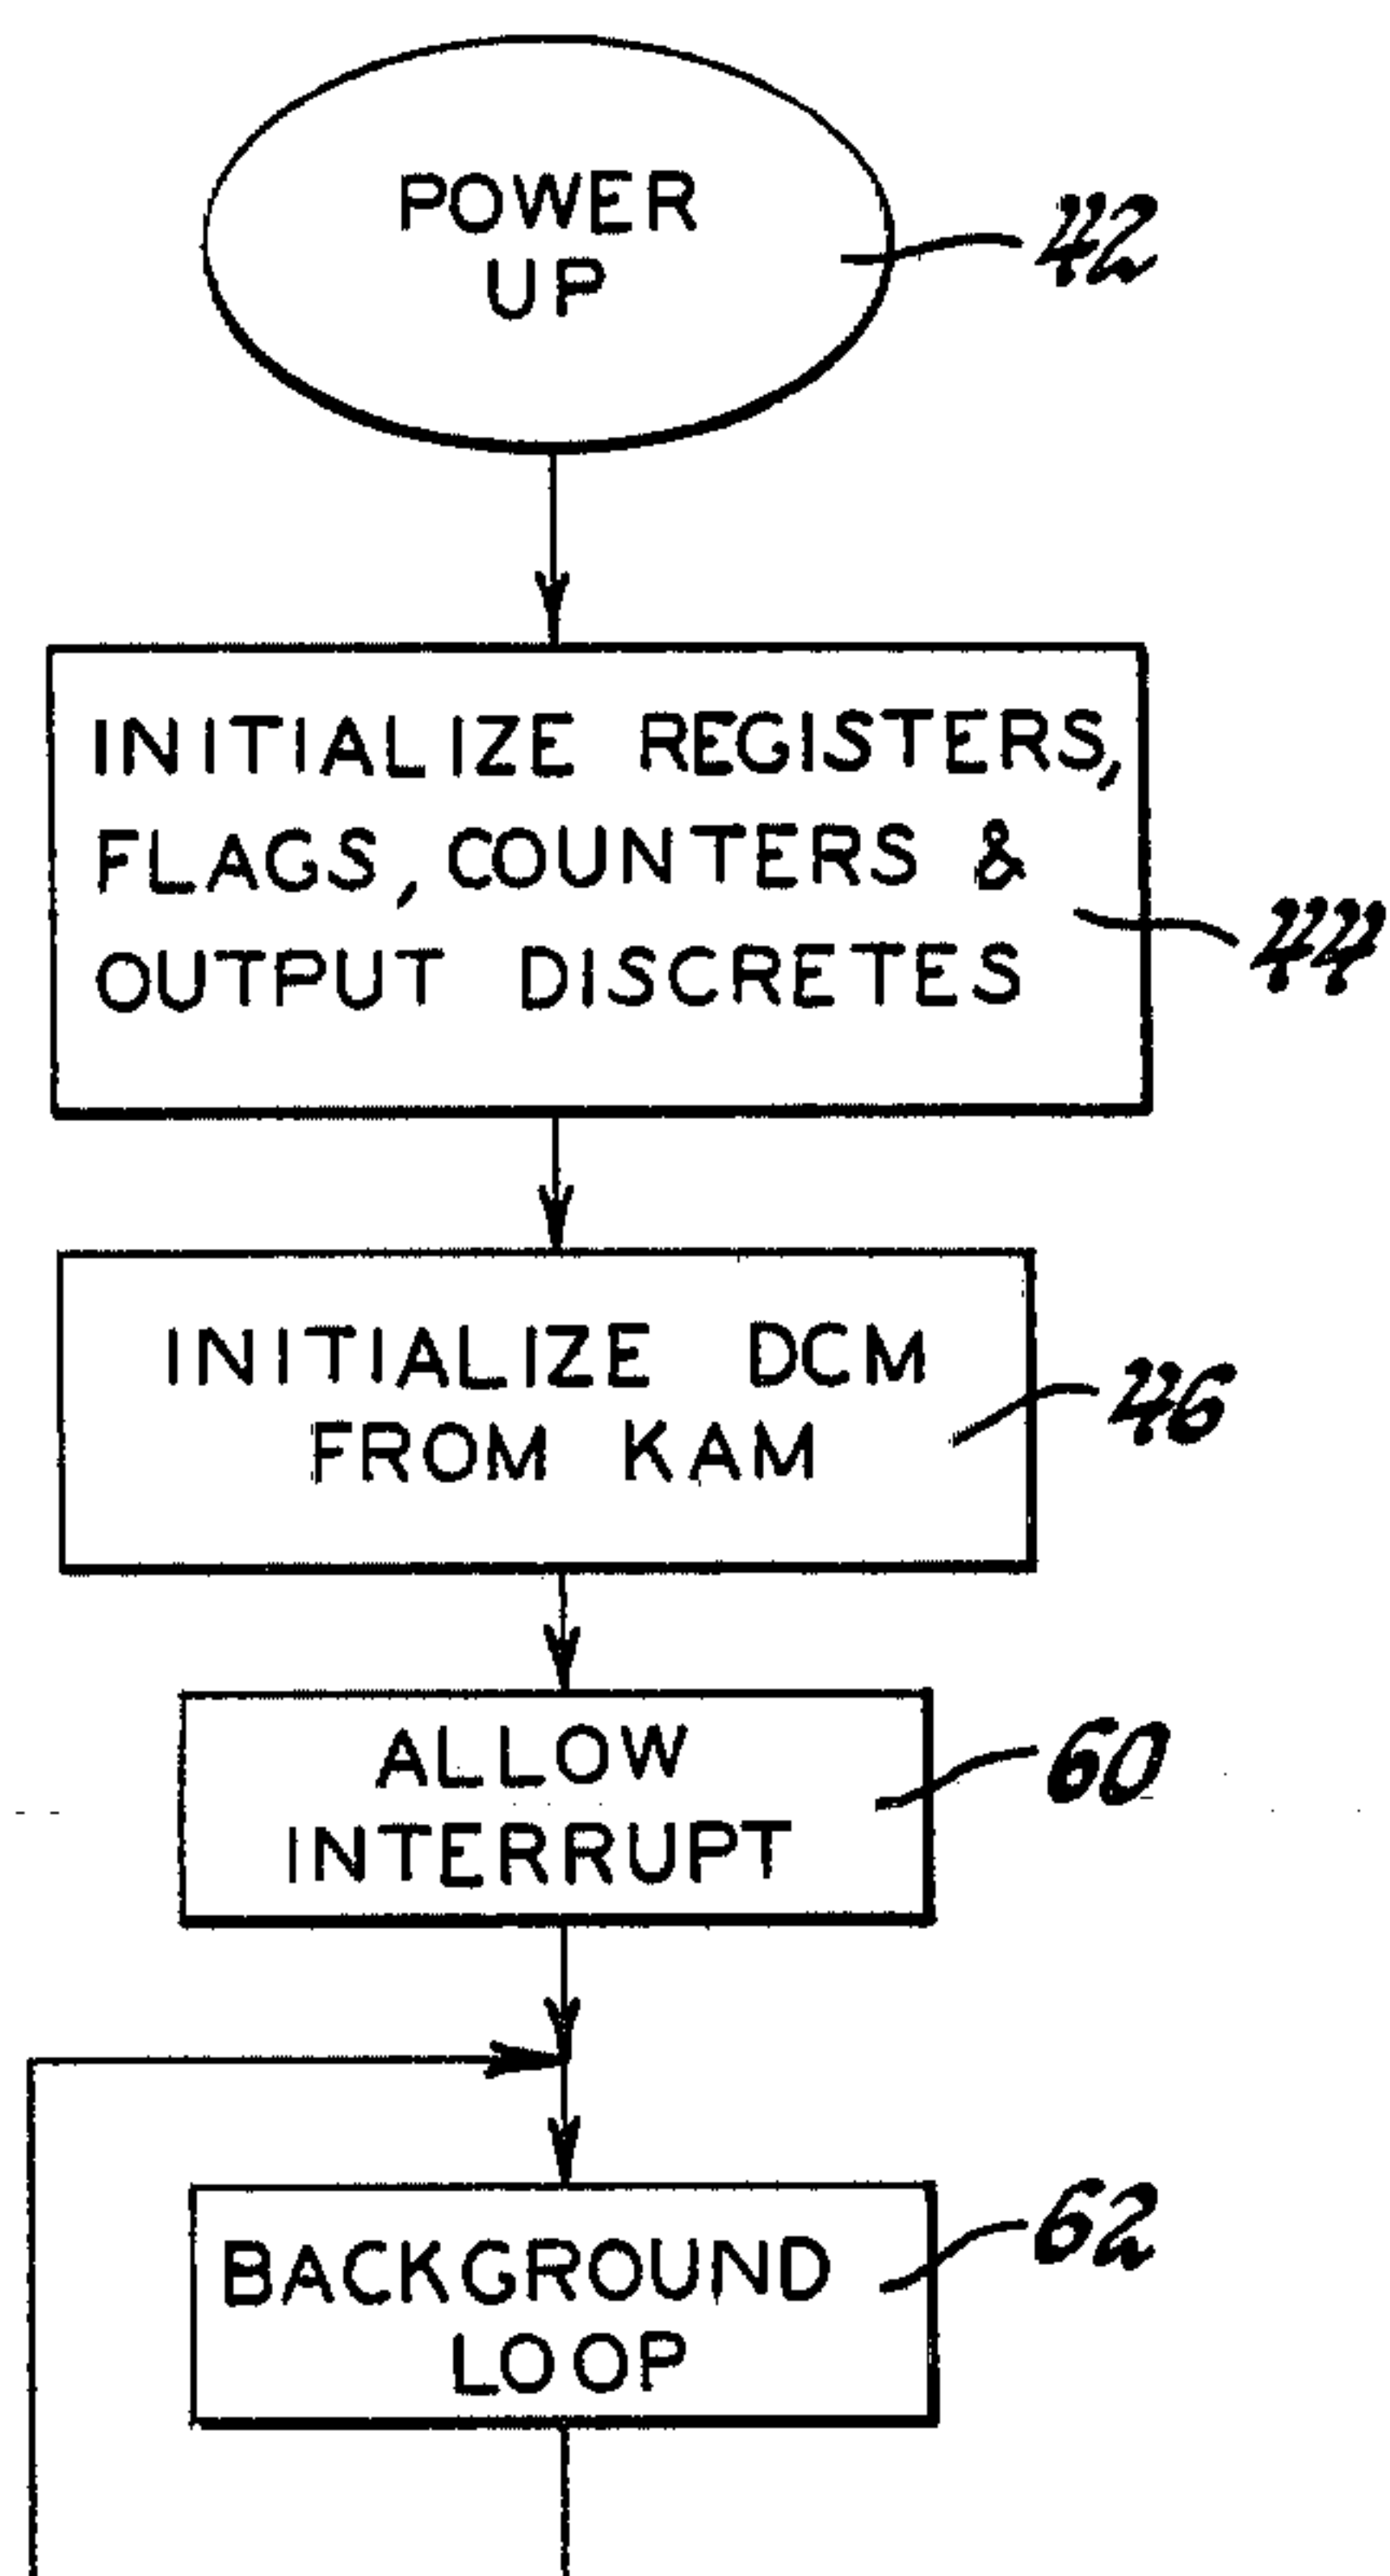 POWER
UP
42
INITIALIZE REGISTERS,
FLAGS, COUNTERS &
OUTPUT DISCRETES
44
INITIALIZE DCM
FROM KAM
46
ALLOW
INTERRUPT
60
BACKGROUND
LOOP
62